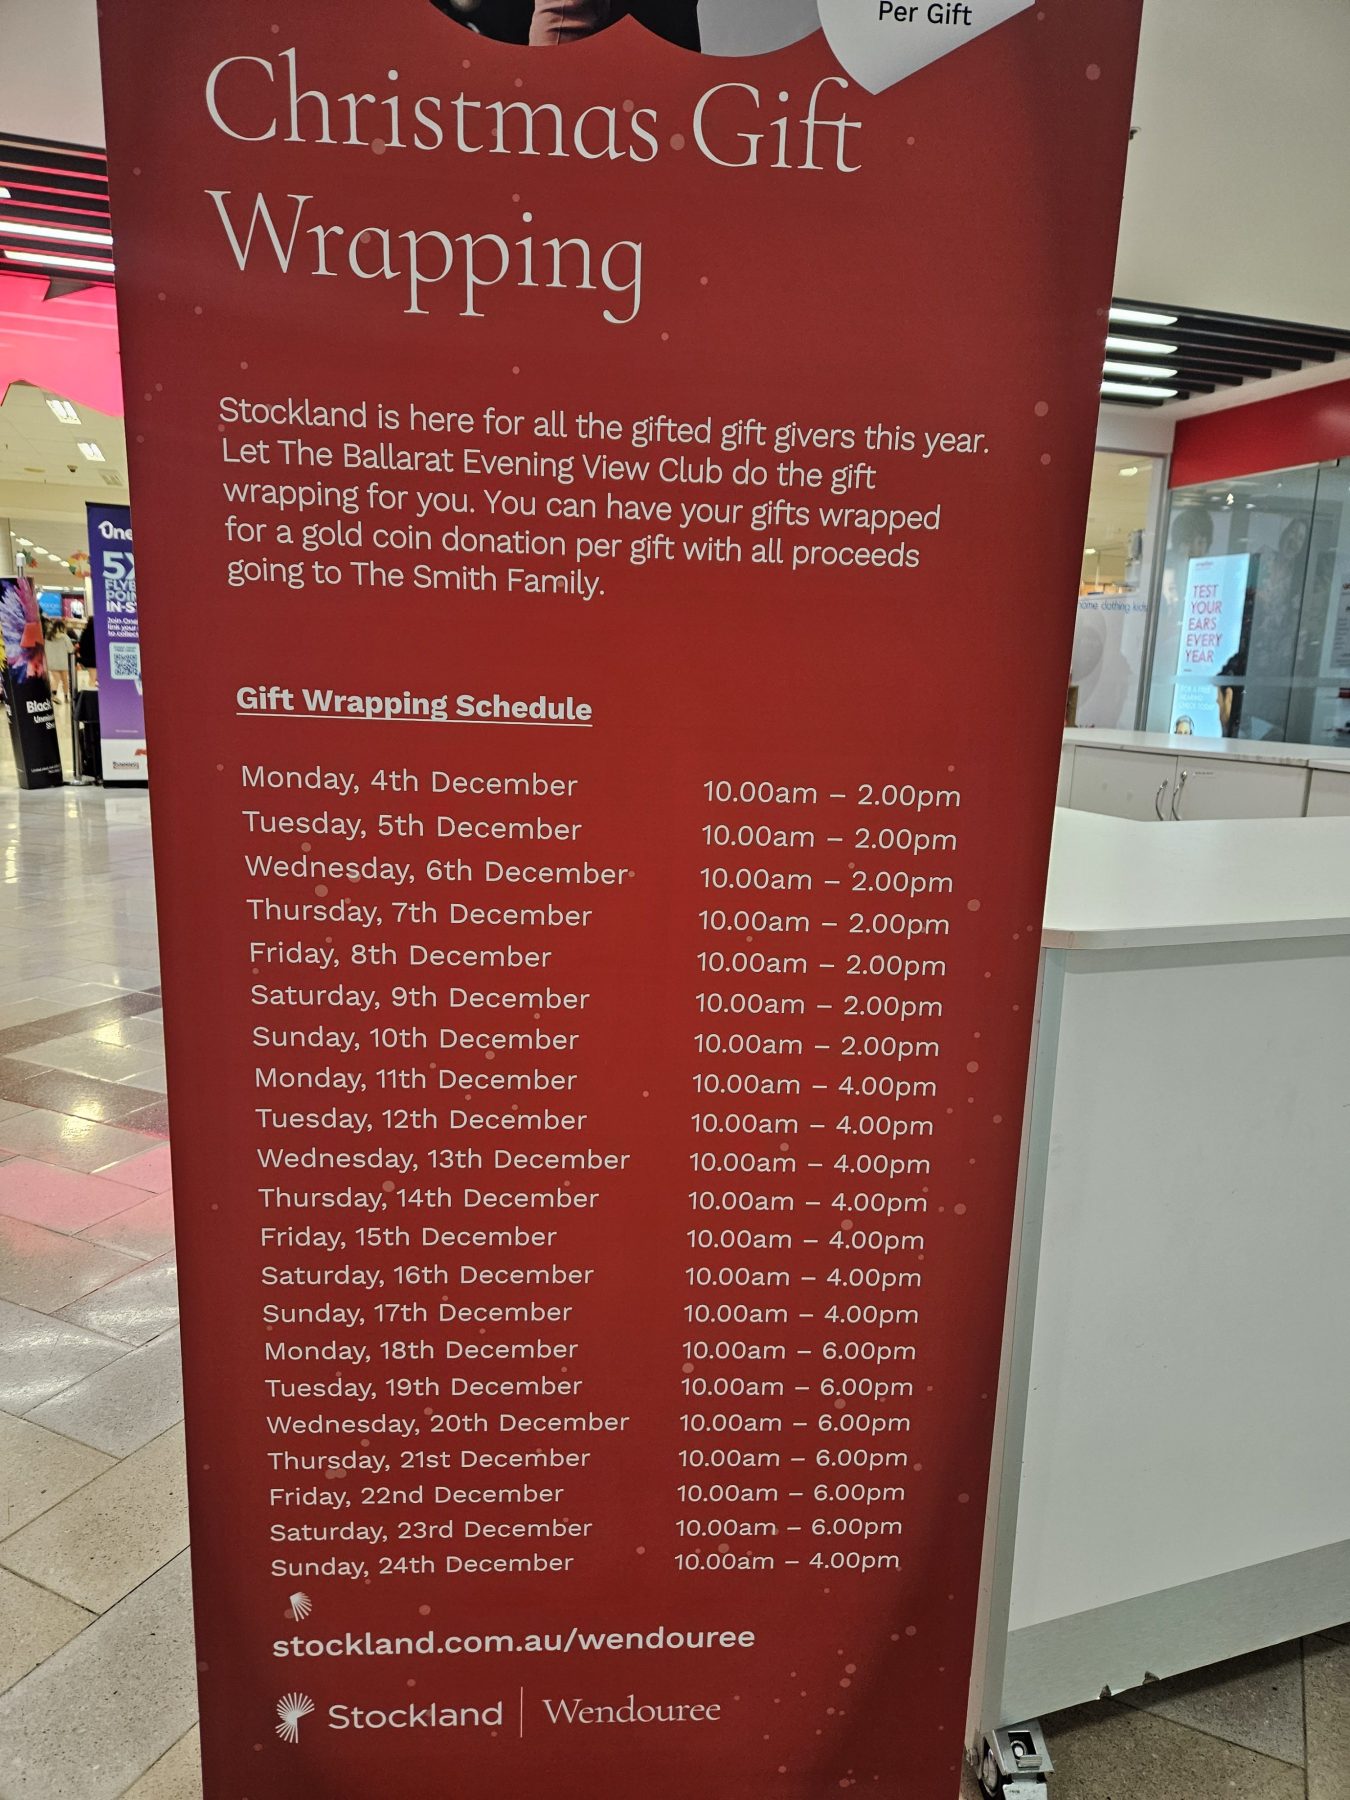 Per Gift
Christmas Gift
Wrapping
Stockland is here for all the gifted gift givers this year.
Let The Ballarat Evening View Club do the gift
wrapping for you. You can have your gifts wrapped
for a gold coin donation per gift with all proceeds
going to The Smith Family.
Gift Wrapping Schedule
Monday, 4th December 10.00am – 2.00pm
Tuesday, 5th December 10.00am – 2.00pm
Wednesday, 6th December 10.00am – 2.00pm
Thursday, 7th December 10.00am – 2.00pm
Friday, 8th December 10.00am – 2.00pm
Saturday, 9th December 10.00am – 2.00pm
Sunday, 10th December 10.00am – 2.00pm
Monday, 11th December 10.00am – 4.00pm
Tuesday, 12th December 10.00am – 4.00pm
Wednesday, 13th December 10.00am – 4.00pm
Thursday, 14th December 10.00am – 4.00pm
Friday, 15th December 10.00am – 4.00pm
Saturday, 16th December 10.00am – 4.00pm
Sunday, 17th December 10.00am – 4.00pm
Monday, 18th December 10.00am – 6.00pm
Tuesday, 19th December 10.00am – 6.00pm
Wednesday, 20th December 10.00am – 6.00pm
Thursday, 21st December 10.00am – 6.00pm
Friday, 22nd December 10.00am – 6.00pm
Saturday, 23rd December 10.00am – 6.00pm
Sunday, 24th December 10.00am – 4.00pm
stockland.com.au/wendouree
Stockland | Wendouree
One
5X
FLYB
POIN
IN-S
Black
home clothing kids
TEST
YOUR
EARS
EVERY
YEAR